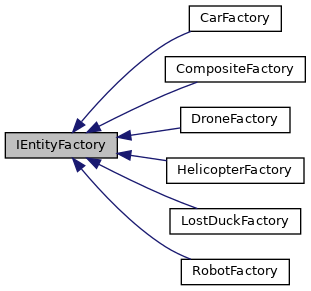 CarFactory
CompositeFactory
DroneFactory
IEntityFactory
HelicopterFactory
LostDuckFactory
RobotFactory